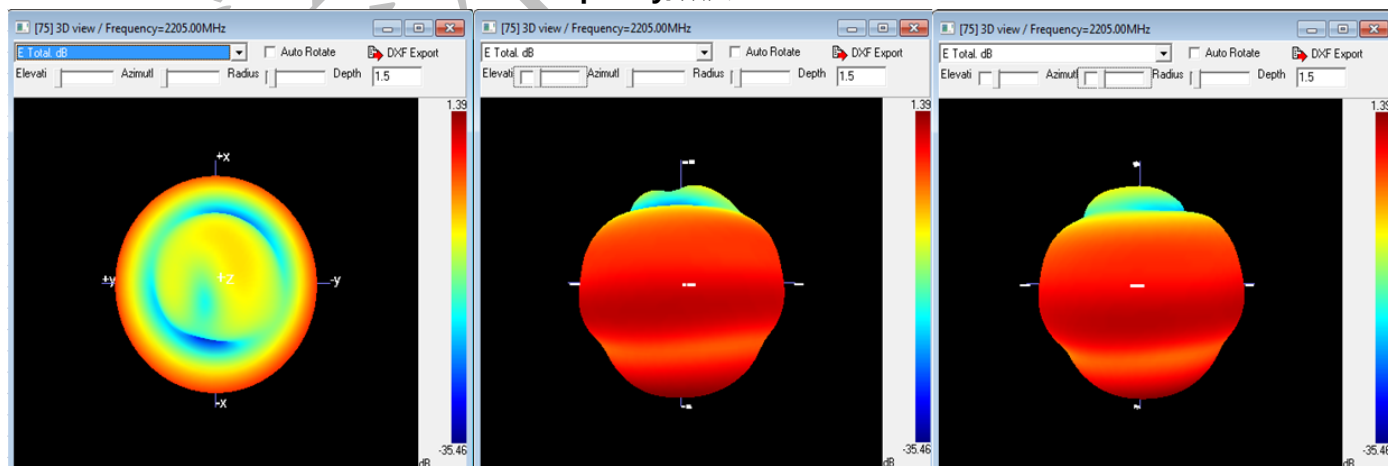 [75] 3D view / Frequency=2205.00MHz
E Total. dB
Auto Rotate
DXF Export
Elevati
Azimutl
Radius
Depth
1.5
1.39
+X
+y
+Z
-y
-X
-35.46
dB
[75] 3D view / Frequency=2205.00MHz
E Total. dB
Auto Rotate
DXF Export
Elevati
Azimutl
Radius
Depth
1.5
1.39
-35.46
dB
[75] 3D view / Frequency=2205.00MHz
E Total. dB
Auto Rotate
DXF Export
Elevati
Azimutl
Radius
Depth
1.5
1.39
-35.46
dB